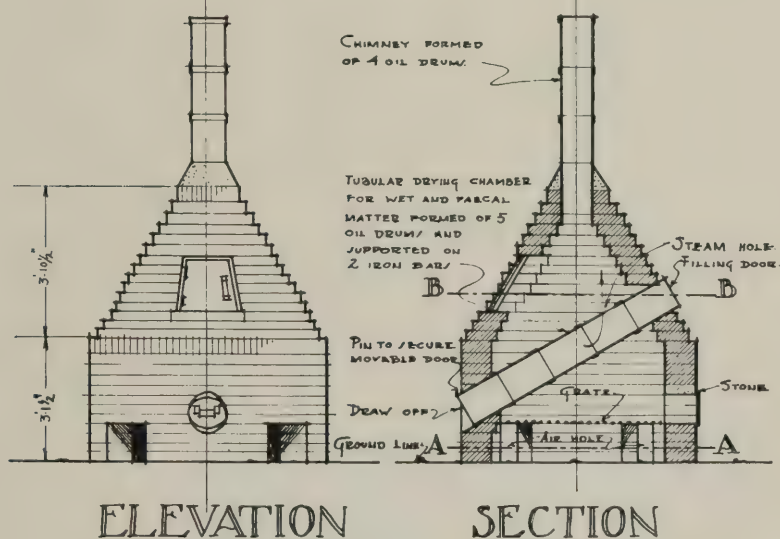 CHIMNEY FORMED
OF 4 OIL DRUMS.
TUBULAR DRYING CHAMBER
FOR WET AND FAECAL
MATTER FORMED OF 5
OIL DRUMS AND
SUPPORTED ON
2 IRON BARS
STEAM HOLE
FILLING DOOR.
B
B
3'.10½"
PIN TO SECURE
MOVABLE DOOR
STONE
GRATE.
DRAW OFF
3'.1½"
GROUND LINE
A
AIR HOLE
A
ELEVATION
SECTION